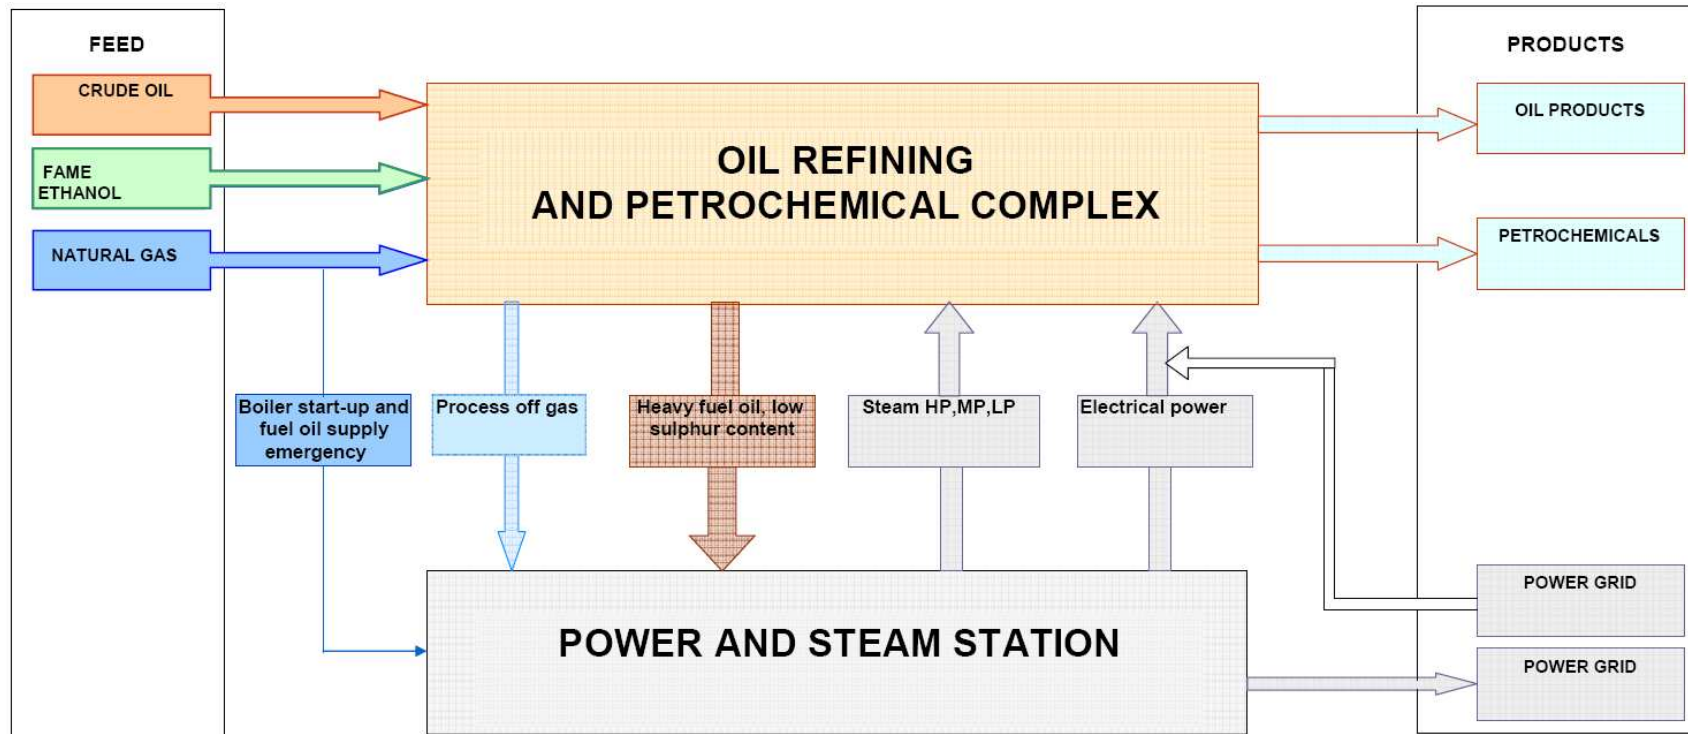 FEED
PRODUCTS
CRUDE OIL
FAME
ETHANOL
NATURAL GAS
OIL REFINING
AND PETROCHEMICAL COMPLEX
OIL PRODUCTS
PETROCHEMICALS
Boiler start-up and
fuel oil supply
emergency
Process off gas
Heavy fuel oil, low
sulphur content
Steam HP,MP,LP
Electrical power
POWER AND STEAM STATION
POWER GRID
POWER GRID